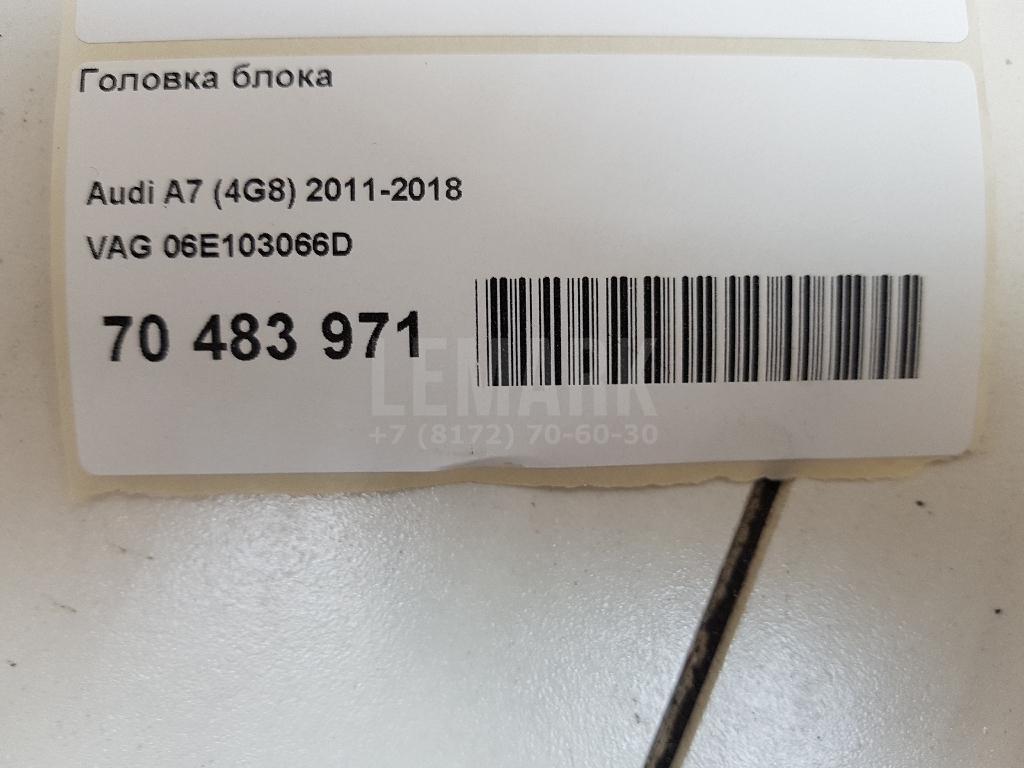 Головка блока
Audi A7 (4G8) 2011-2018
VAG 06E103066D
70 483 971
LEMARK
+7 (8172) 70-60-30